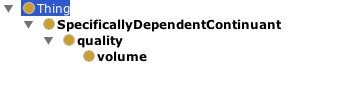 Thing
SpecificallyDependentContinuant
quality
volume